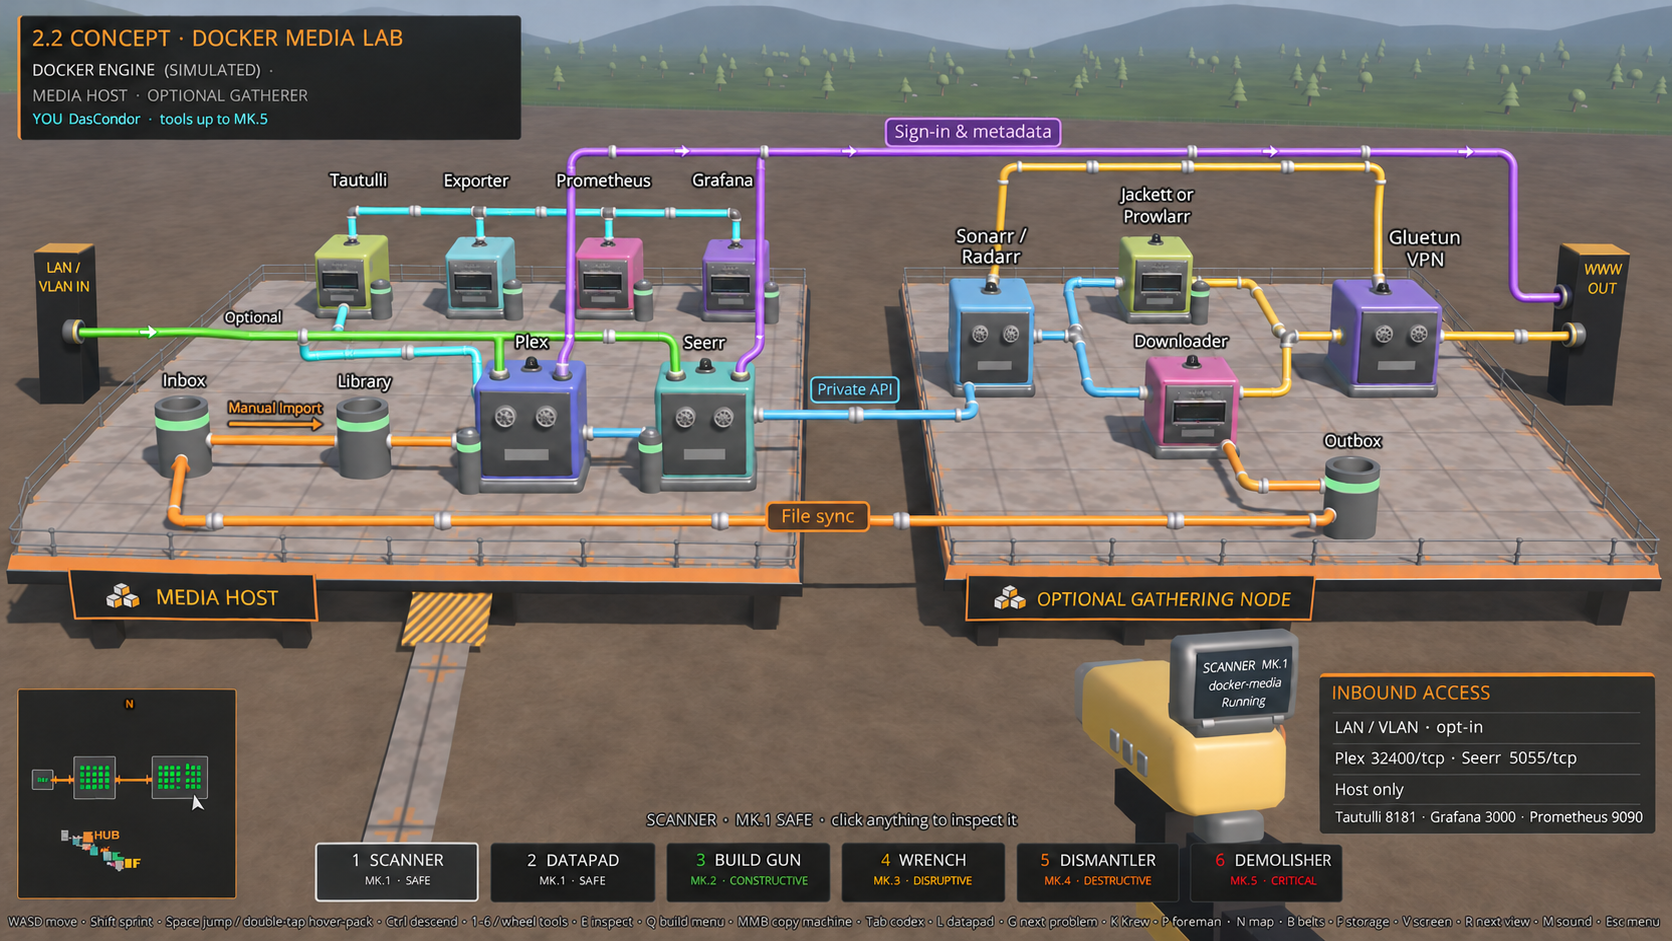 2.2 CONCEPT · DOCKER MEDIA LAB
DOCKER ENGINE (SIMULATED) ·
MEDIA HOST · OPTIONAL GATHERER
YOU DasCondor · tools up to MK.5
Sign-in & metadata
Tautulli
Exporter
Prometheus
Grafana
Jackett or
Prowlarr
Sonarr /
Radarr
Gluetun
VPN
LAN /
VLAN IN
WWW
OUT
Optional
Plex
Seerr
Downloader
Inbox
Library
Manual Import
Private API
Outbox
File sync
MEDIA HOST
OPTIONAL GATHERING NODE
SCANNER MK.1
docker-media
Running
INBOUND ACCESS
LAN / VLAN · opt-in
Plex 32400/tcp · Seerr 5055/tcp
Host only
Tautulli 8181 · Grafana 3000 · Prometheus 9090
N
HUB
F
SCANNER · MK.1 SAFE · click anything to inspect it
1 SCANNER
MK.1 · SAFE
2 DATAPAD
MK.1 · SAFE
3 BUILD GUN
MK.2 · CONSTRUCTIVE
4 WRENCH
MK.3 · DISRUPTIVE
5 DISMANTLER
MK.4 · DESTRUCTIVE
6 DEMOLISHER
MK.5 · CRITICAL
WASD move · Shift sprint · Space jump / double-tap hover-pack · Ctrl descend · 1-6 / wheel tools · E inspect · Q build menu · MMB copy machine · Tab codex · L datapad · G next problem · K Krew · P foreman · N map · B belts · F storage · V screen · R next view · M sound · Esc menu